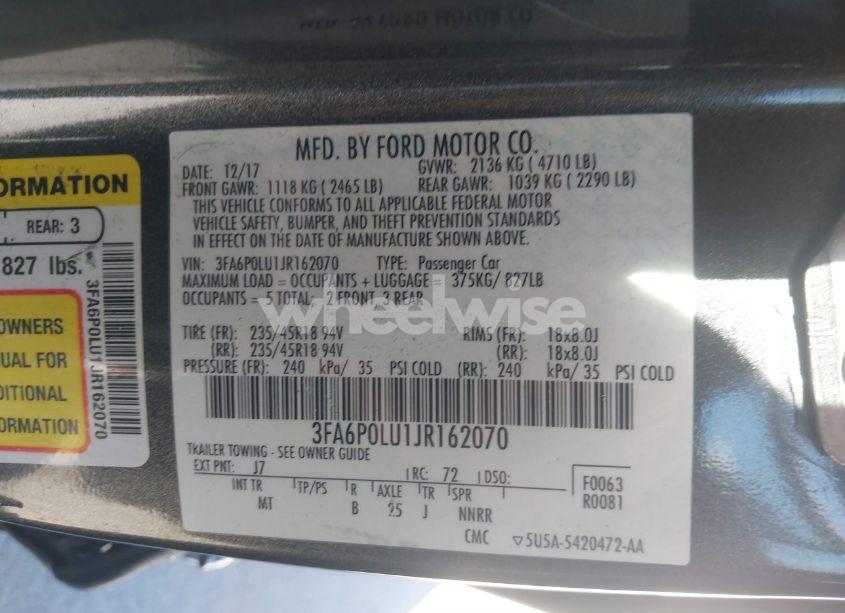 MFD. BY FORD MOTOR CO.
DATE: 12/17 GVWR: 2136 KG ( 4710 LB)
FRONT GAWR: 1118 KG ( 2465 LB) REAR GAWR: 1039 KG ( 2290 LB)
THIS VEHICLE CONFORMS TO ALL APPLICABLE FEDERAL MOTOR
VEHICLE SAFETY, BUMPER, AND THEFT PREVENTION STANDARDS
IN EFFECT ON THE DATE OF MANUFACTURE SHOWN ABOVE.
VIN: 3FA6P0LU1JR162070 TYPE: Passenger Car
MAXIMUM LOAD = OCCUPANTS + LUGGAGE = 375KG/ 827LB
OCCUPANTS = 5 TOTAL: 2 FRONT 3 REAR
TIRE (FR): 235/45R18 94V RIMS (FR): 18x8.0J
(RR): 235/45R18 94V (RR): 18x8.0J
PRESSURE (FR): 240 kPa/ 35 PSI COLD (RR): 240 kPa/ 35 PSI COLD
3FA6P0LU1JR162070
TRAILER TOWING - SEE OWNER GUIDE
EXT PNT: J7 RC: 72 DSO:
F0063
R0081
INT TR TP/PS R AXLE TR SPR
MT B 25 J NNRR
CMC ▽5U5A-5420472-AA
ORMATION
REAR: 3
827 lbs.
OWNERS
UAL FOR
DITIONAL
ORMATION
3FA6P0LU1JR162070
wheelwise